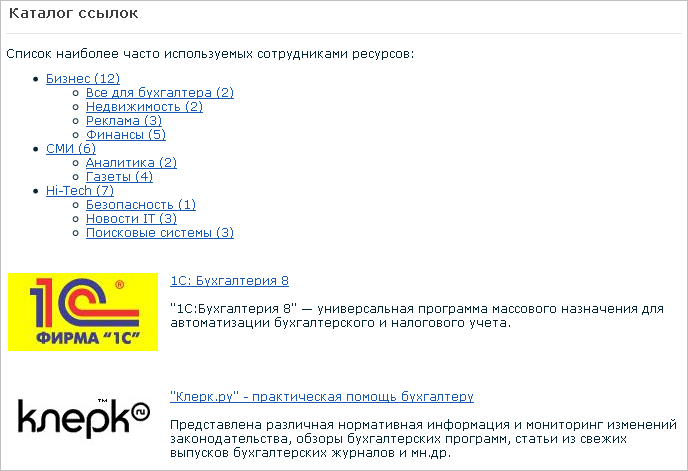 Каталог ссылок
Список наиболее часто используемых сотрудниками ресурсов:
Бизнес (12)
Все для бухгалтера (2)
Недвижимость (2)
Реклама (3)
Финансы (5)
СМИ (6)
Аналитика (2)
Газеты (4)
Hi-Tech (7)
Безопасность (1)
Новости IT (3)
Поисковые системы (3)
1С ®
ФИРМА "1С"
1С: Бухгалтерия 8
"1С:Бухгалтерия 8" — универсальная программа массового назначения для
автоматизации бухгалтерского и налогового учета.
клерк ru ™
"Клерк.ру" - практическая помощь бухгалтеру
Представлена различная нормативная информация и мониторинг изменений
законодательства, обзоры бухгалтерских программ, статьи из свежих
выпусков бухгалтерских журналов и мн.др.